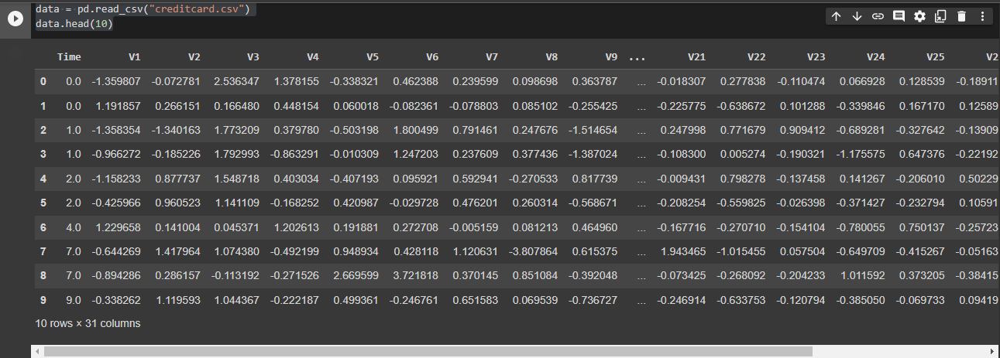 data = pd.read_csv("creditcard.csv")
data.head(10)
Time V1 V2 V3 V4 V5 V6 V7 V8 V9 ... V21 V22 V23 V24 V25 V2
0 0.0 -1.359807 -0.072781 2.536347 1.378155 -0.338321 0.462388 0.239599 0.098698 0.363787 ... -0.018307 0.277838 -0.110474 0.066928 0.128539 -0.18911
1 0.0 1.191857 0.266151 0.166480 0.448154 0.060018 -0.082361 -0.078803 0.085102 -0.255425 ... -0.225775 -0.638672 0.101288 -0.339846 0.167170 0.12589
2 1.0 -1.358354 -1.340163 1.773209 0.379780 -0.503198 1.800499 0.791461 0.247676 -1.514654 ... 0.247998 0.771679 0.909412 -0.689281 -0.327642 -0.13909
3 1.0 -0.966272 -0.185226 1.792993 -0.863291 -0.010309 1.247203 0.237609 0.377436 -1.387024 ... -0.108300 0.005274 -0.190321 -1.175575 0.647376 -0.22192
4 2.0 -1.158233 0.877737 1.548718 0.403034 -0.407193 0.095921 0.592941 -0.270533 0.817739 ... -0.009431 0.798278 -0.137458 0.141267 -0.206010 0.50229
5 2.0 -0.425966 0.960523 1.141109 -0.168252 0.420987 -0.029728 0.476201 0.260314 -0.568671 ... -0.208254 -0.559825 -0.026398 -0.371427 -0.232794 0.10591
6 4.0 1.229658 0.141004 0.045371 1.202613 0.191881 0.272708 -0.005159 0.081213 0.464960 ... -0.167716 -0.270710 -0.154104 -0.780055 0.750137 -0.25723
7 7.0 -0.644269 1.417964 1.074380 -0.492199 0.948934 0.428118 1.120631 -3.807864 0.615375 ... 1.943465 -1.015455 0.057504 -0.649709 -0.415267 -0.05163
8 7.0 -0.894286 0.286157 -0.113192 -0.271526 2.669599 3.721818 0.370145 0.851084 -0.392048 ... -0.073425 -0.268092 -0.204233 1.011592 0.373205 -0.38415
9 9.0 -0.338262 1.119593 1.044367 -0.222187 0.499361 -0.246761 0.651583 0.069539 -0.736727 ... -0.246914 -0.633753 -0.120794 -0.385050 -0.069733 0.09419
10 rows × 31 columns